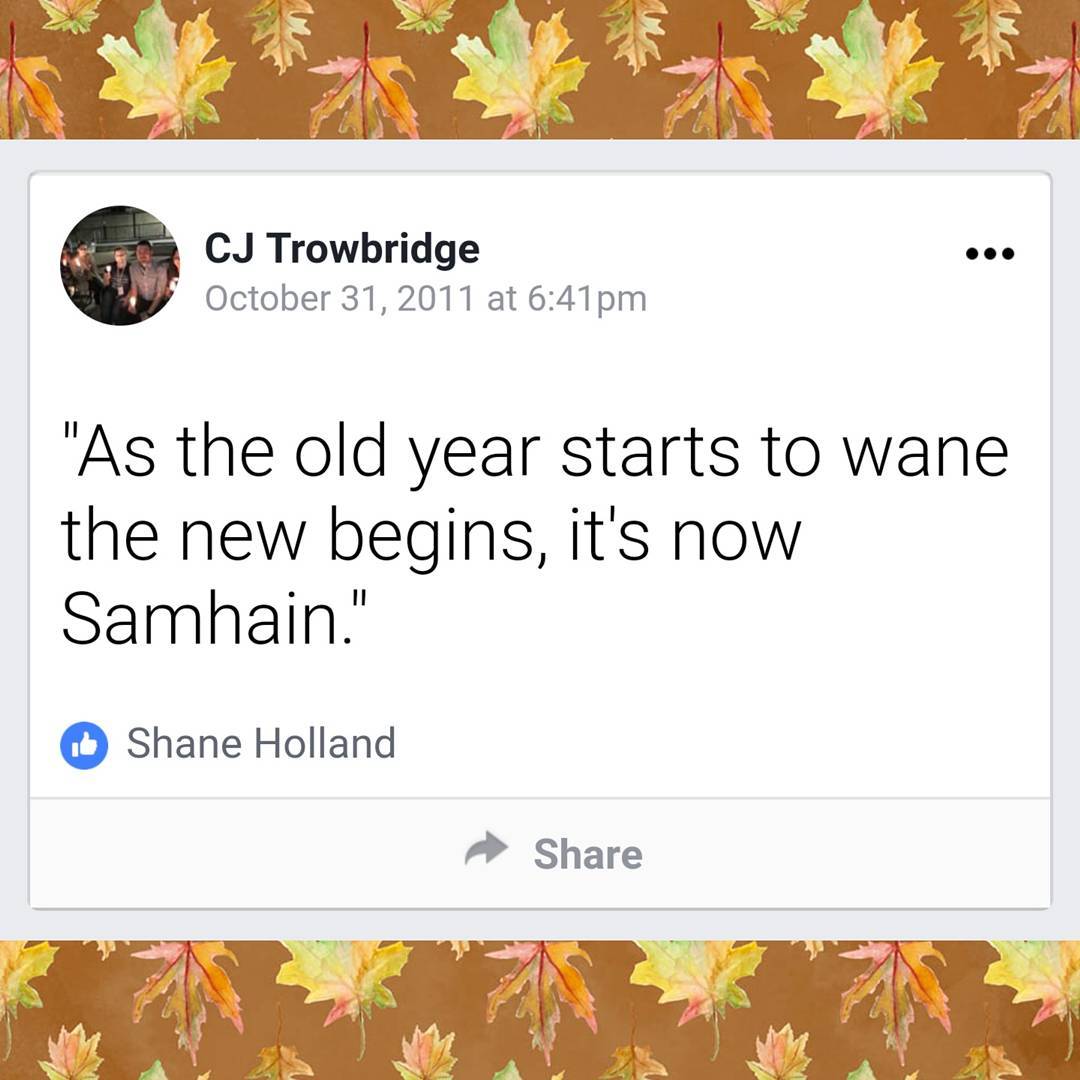 CJ Trowbridge
October 31, 2011 at 6:41pm
"As the old year starts to wane
the new begins, it's now
Samhain."
Shane Holland
Share